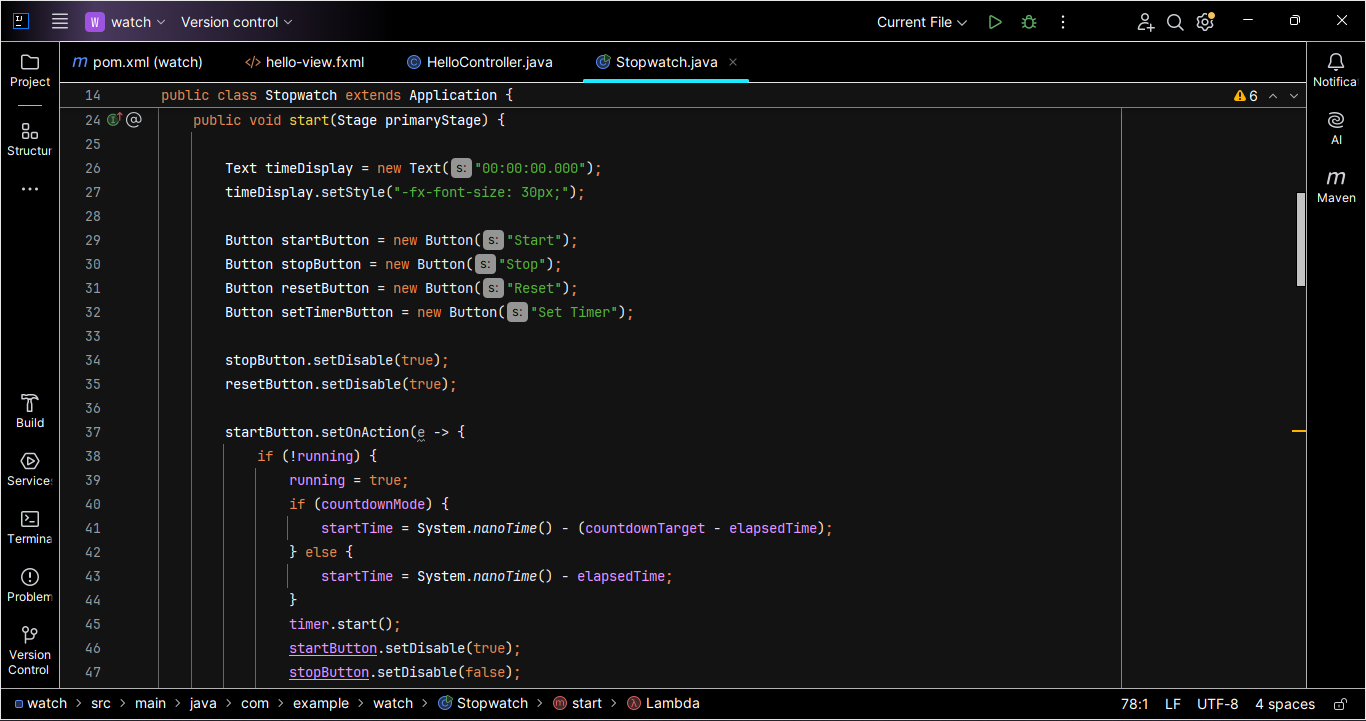 W watch Version control Current File
Project
Structur
Build
Service
Termina
Problem
Version
Control
m pom.xml (watch) </> hello-view.fxml C HelloController.java C Stopwatch.java
14 public class Stopwatch extends Application { 6
24 public void start(Stage primaryStage) {
25
26 Text timeDisplay = new Text( s: "00:00:00.000");
27 timeDisplay.setStyle("-fx-font-size: 30px;");
28
29 Button startButton = new Button( s: "Start");
30 Button stopButton = new Button( s: "Stop");
31 Button resetButton = new Button( s: "Reset");
32 Button setTimerButton = new Button( s: "Set Timer");
33
34 stopButton.setDisable(true);
35 resetButton.setDisable(true);
36
37 startButton.setOnAction(e -> {
38 if (!running) {
39 running = true;
40 if (countdownMode) {
41 startTime = System.nanoTime() - (countdownTarget - elapsedTime);
42 } else {
43 startTime = System.nanoTime() - elapsedTime;
44 }
45 timer.start();
46 startButton.setDisable(true);
47 stopButton.setDisable(false);
Notifica
AI
m
Maven
watch > src > main > java > com > example > watch > C Stopwatch > m start > λ Lambda 78:1 LF UTF-8 4 spaces